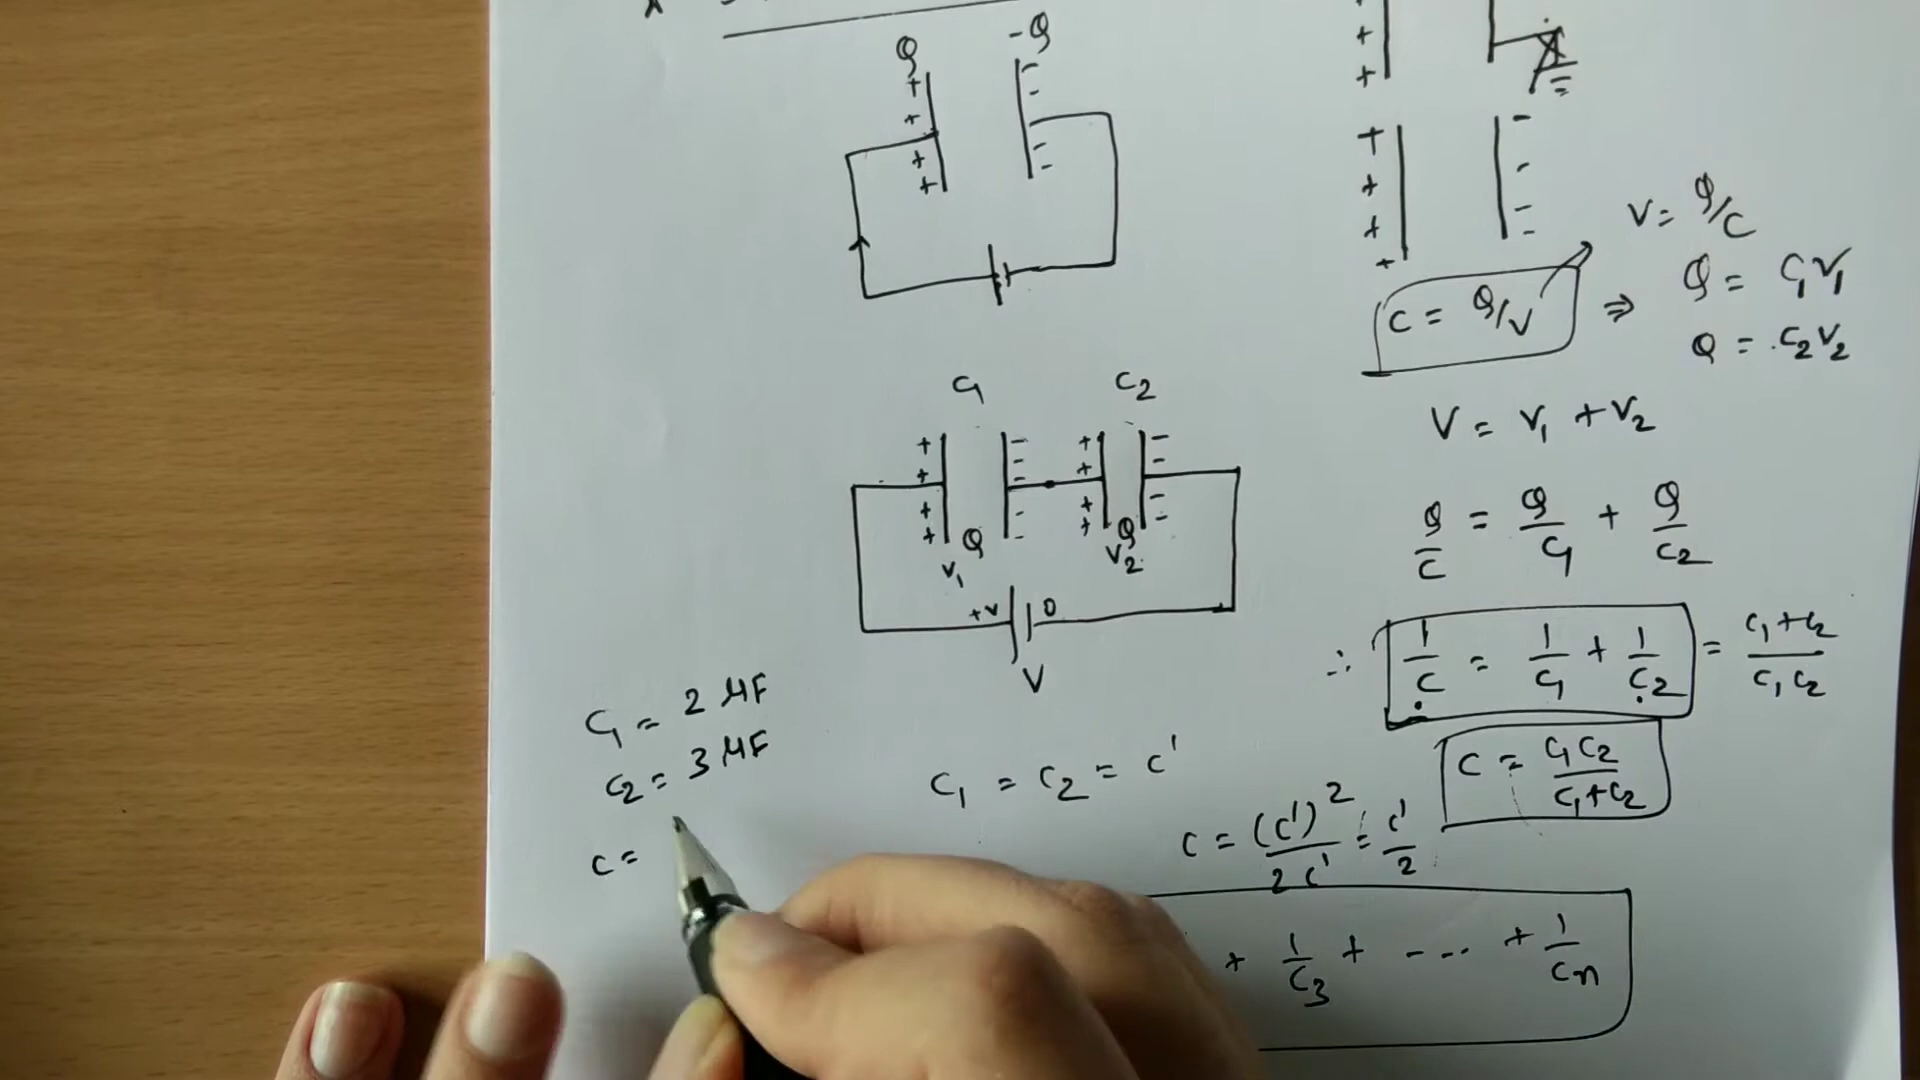 Q
-Q
+ + + +
- - - -
+ +
+ + + +
- - - -
V = Q/C
C = Q/V ⇒ Q = C₁V₁
Q = C₂V₂
C₁ C₂
V = V₁ + V₂
+ + + + - - - - + + + + - - - -
Q Q
V₁ V₂
+V 0
V
Q/C = Q/C₁ + Q/C₂
∴ 1/C = 1/C₁ + 1/C₂ = C₁+C₂/C₁C₂
C = C₁C₂/C₁+C₂
C₁ = 2 μF
C₂ = 3 μF
C =
C₁ = C₂ = C'
C = (C')²/2C' = C'/2
+ 1/C₃ + ---- + 1/Cn